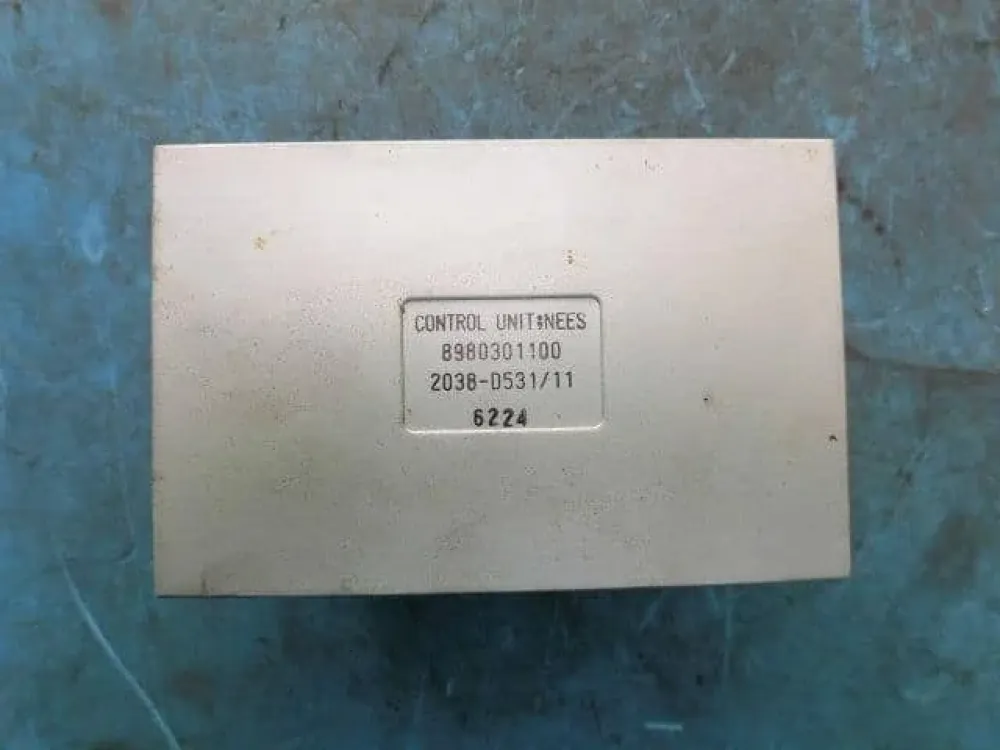 CONTROL UNIT;NEES
8980301100
2038-D531/11
6224